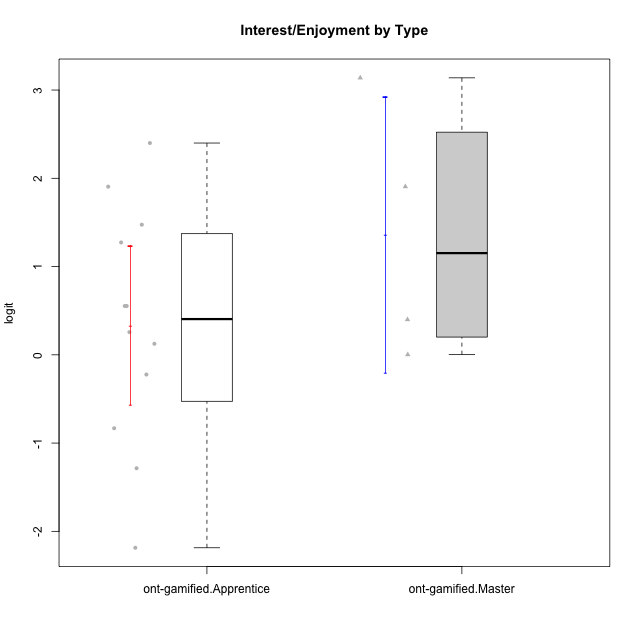 Interest/Enjoyment by Type
logit
3
2
1
0
-1
-2
ont-gamified.Apprentice
ont-gamified.Master